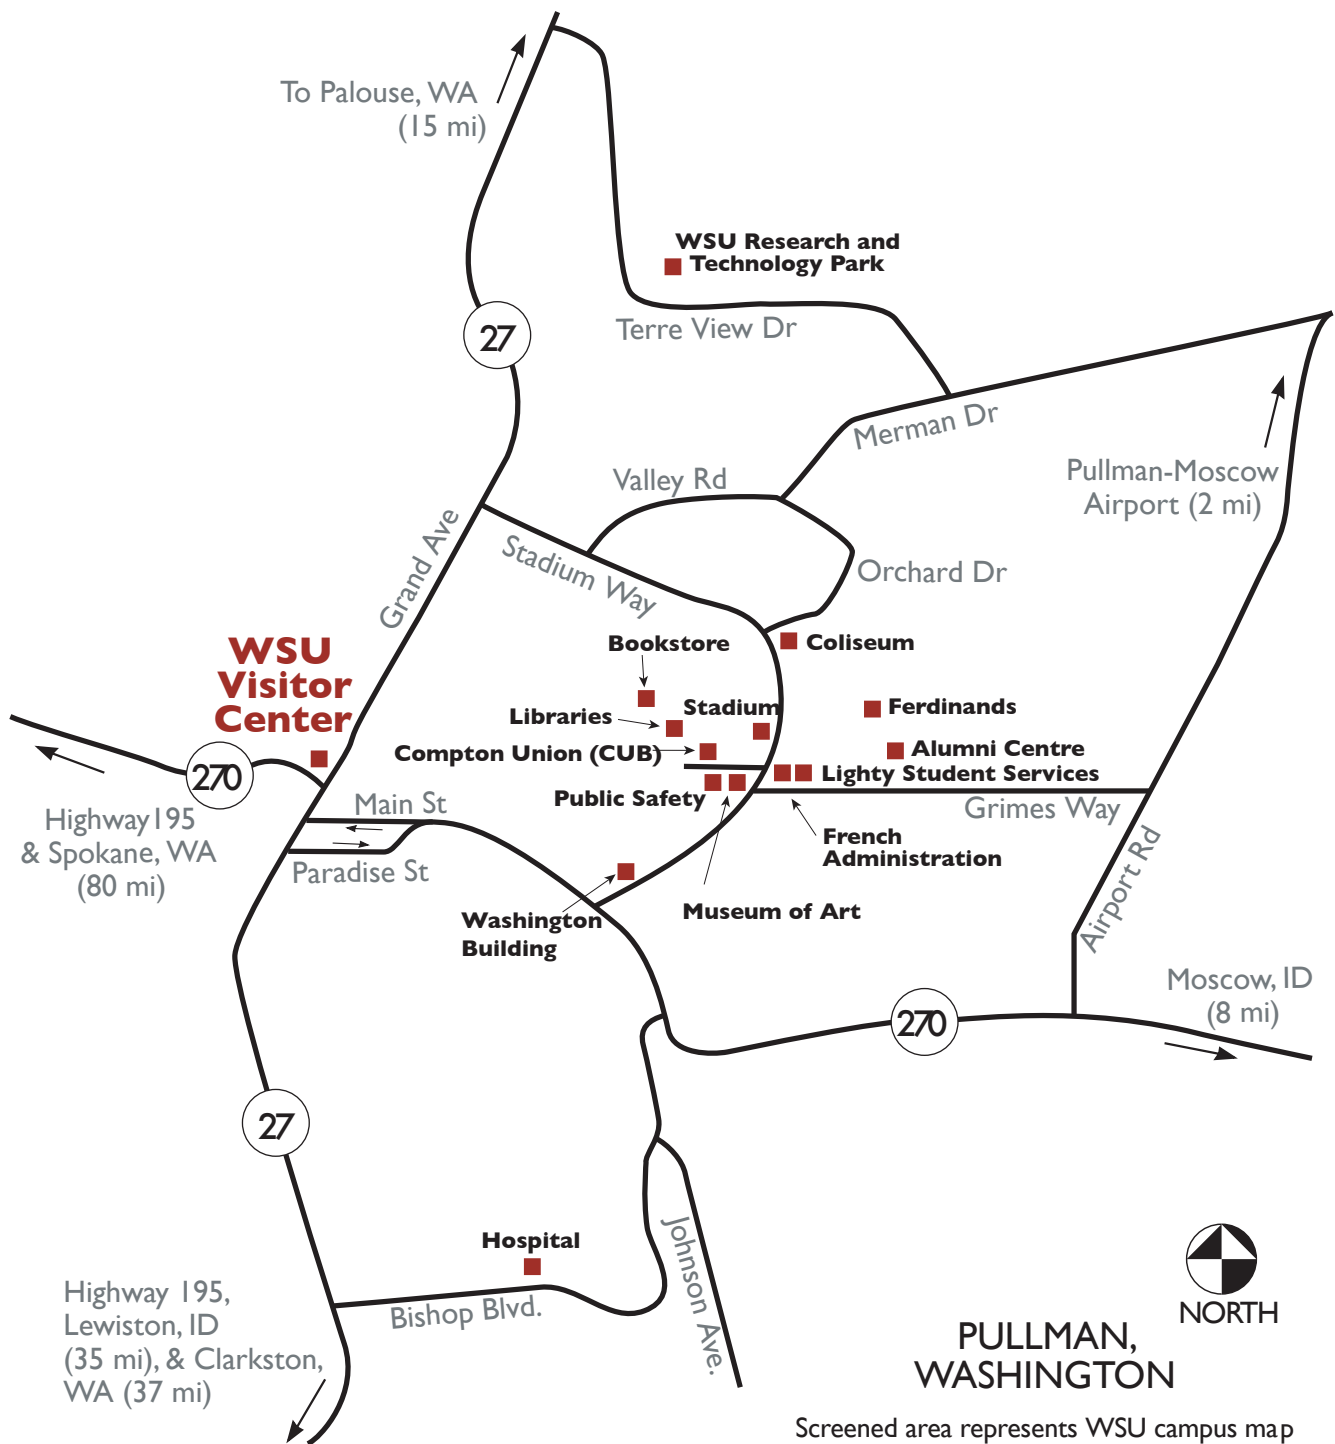 To Palouse, WA
(15 mi)
WSU Research and
Technology Park
27
Terre View Dr
Merman Dr
Valley Rd
Pullman-Moscow
Airport (2 mi)
Grand Ave
Stadium Way
Orchard Dr
WSU
Visitor
Center
Bookstore
Coliseum
Libraries
Stadium
Ferdinands
Compton Union (CUB)
Alumni Centre
270
Lighty Student Services
Public Safety
Main St
Grimes Way
Highway195
& Spokane, WA
(80 mi)
French
Administration
Paradise St
Airport Rd
Museum of Art
Washington
Building
Moscow, ID
(8 mi)
270
27
Johnson Ave.
Hospital
Bishop Blvd.
Highway 195,
Lewiston, ID
(35 mi), & Clarkston,
WA (37 mi)
NORTH
PULLMAN,
WASHINGTON
Screened area represents WSU campus map